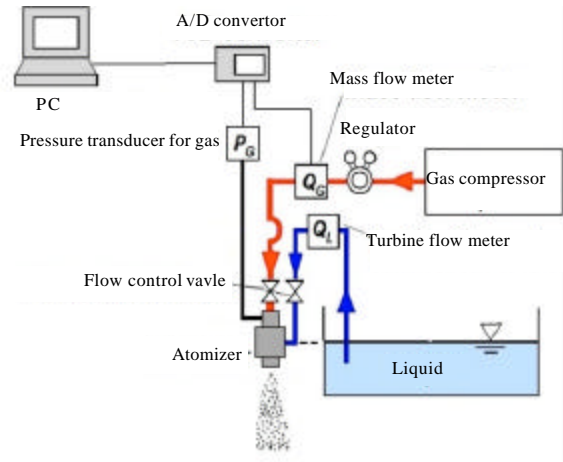 A/D convertor
PC
Mass flow meter
Pressure transducer for gas
P_G
Regulator
Q_G
Gas compressor
Q_L
Turbine flow meter
Flow control vavle
Atomizer
Liquid